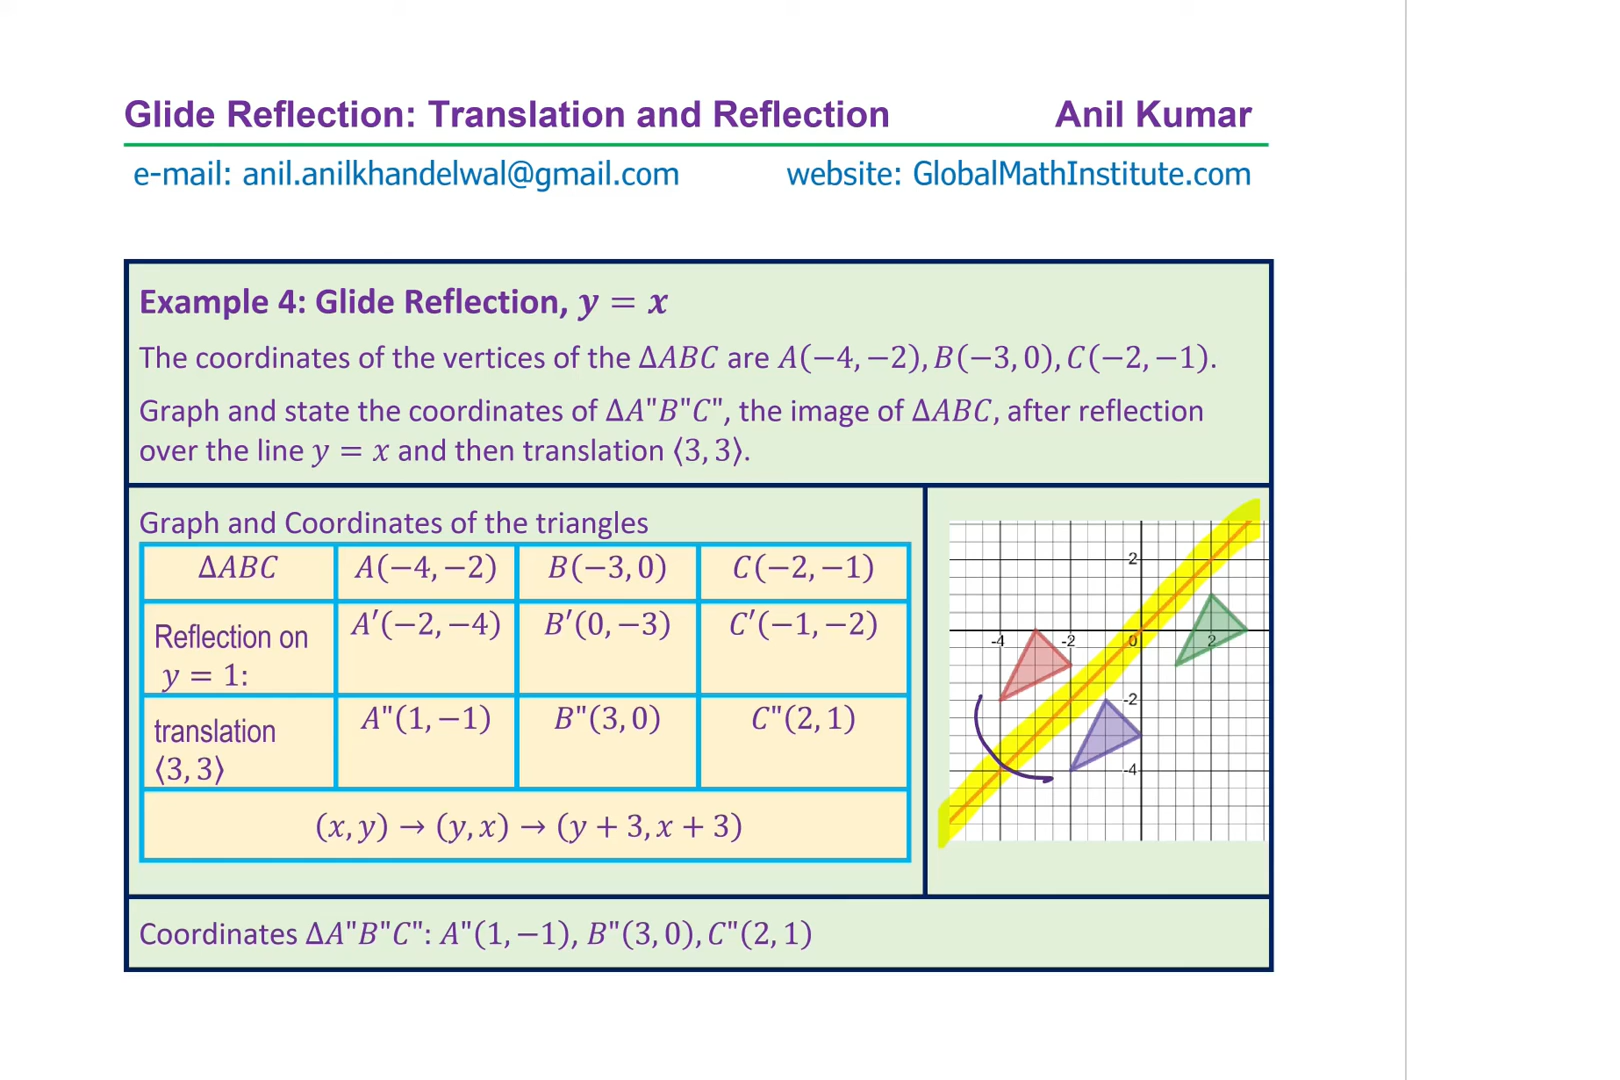 Glide Reflection: Translation and Reflection Anil Kumar
e-mail: anil.anilkhandelwal@gmail.com website: GlobalMathInstitute.com
Example 4: Glide Reflection, y = x
The coordinates of the vertices of the ΔABC are A(−4, −2), B(−3, 0), C(−2, −1).
Graph and state the coordinates of ΔA"B"C", the image of ΔABC, after reflection
over the line y = x and then translation ⟨3, 3⟩.
Graph and Coordinates of the triangles
ΔABC A(−4, −2) B(−3, 0) C(−2, −1)
Reflection on
y = 1:
A′(−2, −4) B′(0, −3) C′(−1, −2)
translation
⟨3, 3⟩
A"(1, −1) B"(3, 0) C"(2, 1)
(x, y) → (y, x) → (y + 3, x + 3)
2
-4 -2 0 2
-2
-4
Coordinates ΔA"B"C": A"(1, −1), B"(3, 0), C"(2, 1)